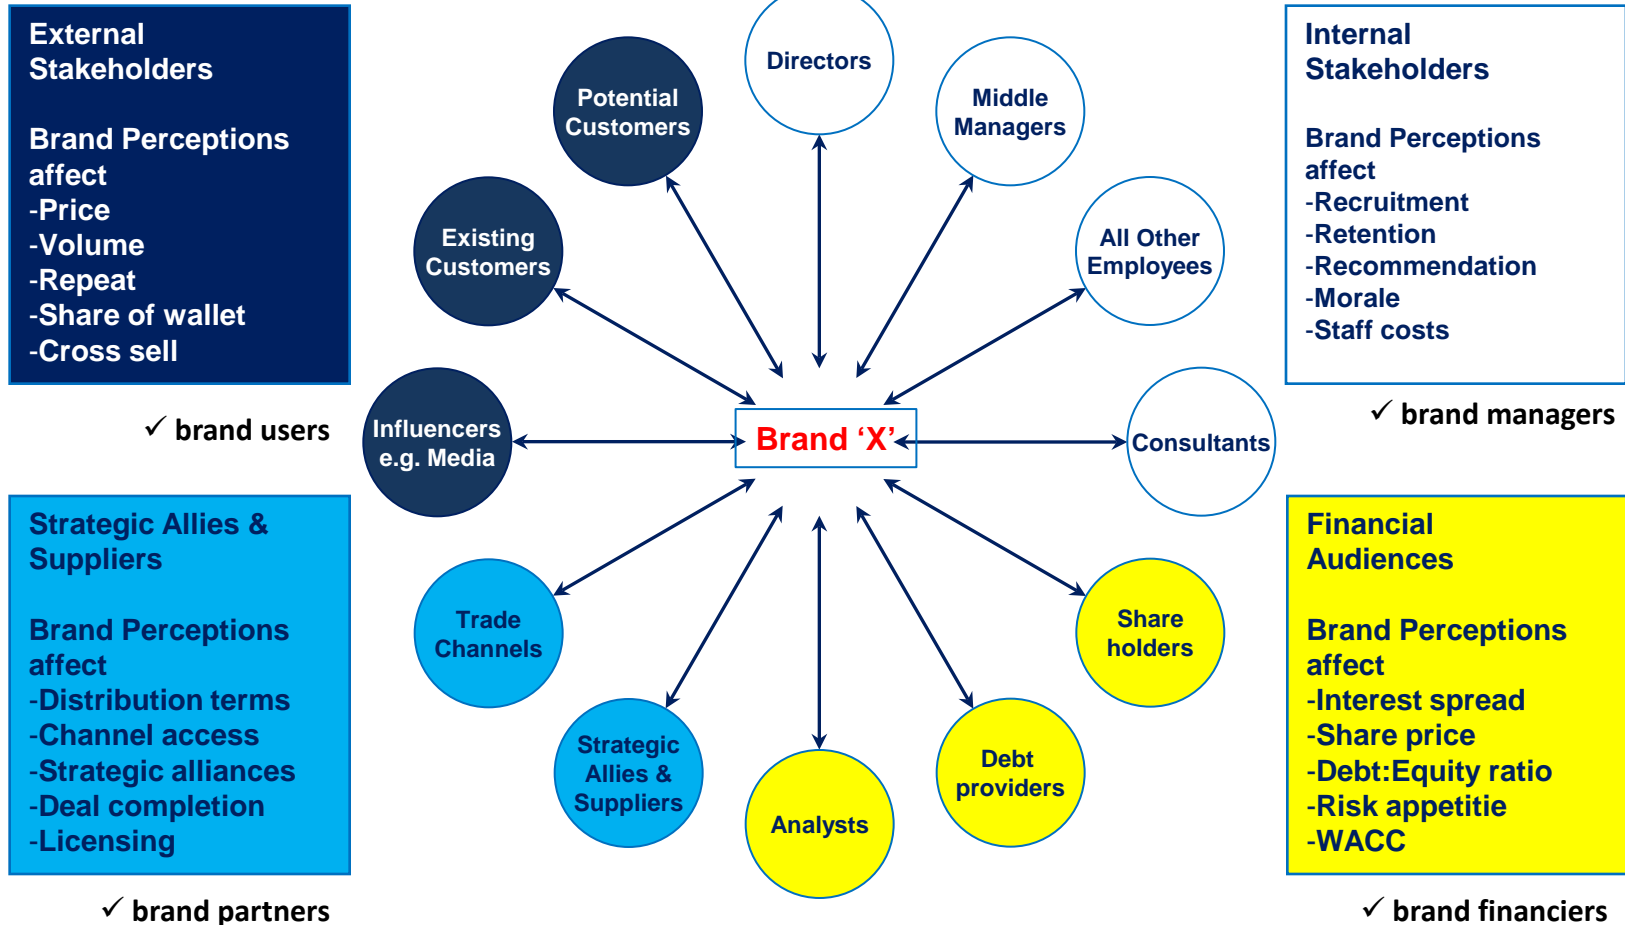 External
Stakeholders
Brand Perceptions
affect
-Price
-Volume
-Repeat
-Share of wallet
-Cross sell
✓ brand users
Strategic Allies &
Suppliers
Brand Perceptions
affect
-Distribution terms
-Channel access
-Strategic alliances
-Deal completion
-Licensing
✓ brand partners
Directors
Potential
Customers
Middle
Managers
Existing
Customers
All Other
Employees
Influencers
e.g. Media
Brand ‘X’
Consultants
Trade
Channels
Share
holders
Strategic
Allies &
Suppliers
Debt
providers
Analysts
Internal
Stakeholders
Brand Perceptions
affect
-Recruitment
-Retention
-Recommendation
-Morale
-Staff costs
✓ brand managers
Financial
Audiences
Brand Perceptions
affect
-Interest spread
-Share price
-Debt:Equity ratio
-Risk appetitie
-WACC
✓ brand financiers